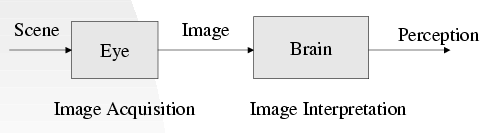 Scene
Eye
Image
Brain
Perception
Image Acquisition
Image Interpretation